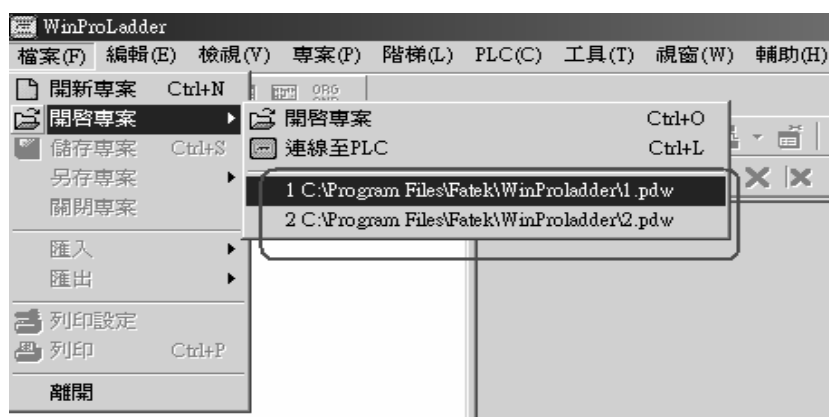 WinProLadder
檔案(F) 編輯(E) 檢視(V) 專案(P) 階梯(L) PLC(C) 工具(T) 視窗(W) 輔助(H)
開新專案 Ctrl+N
開啓專案
儲存專案 Ctrl+S
另存專案
關閉專案
匯入
匯出
列印設定
列印 Ctrl+P
離開
ORG
開啓專案 Ctrl+O
連線至PLC Ctrl+L
1 C:\Program Files\Fatek\WinProladder\1.pdw
2 C:\Program Files\Fatek\WinProladder\2.pdw